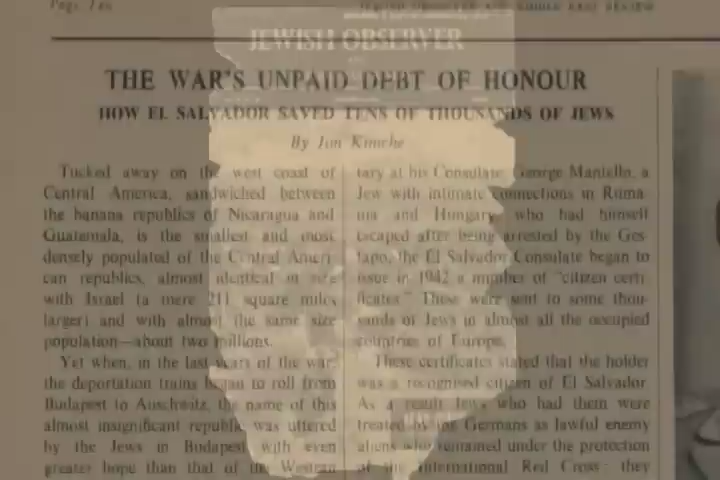 Page Ten
JEWISH OBSERVER AND MIDDLE EAST REVIEW
JEWISH OBSERVER
THE WAR'S UNPAID DEBT OF HONOUR
HOW EL SALVADOR SAVED TENS OF THOUSANDS OF JEWS
By Jon Kimche
Tucked away on the west coast of
Central America, sandwiched between
the banana republics of Nicaragua and
Guatemala, is the smallest and most
densely populated of the Central Ameri-
can republics, almost identical in size
with Israel (a mere 211 square miles
larger) and with almost the same size
population—about two millions.
Yet when, in the last years of the war,
the deportation trains began to roll from
Budapest to Auschwitz, the name of this
almost insignificant republic was uttered
by the Jews in Budapest with even
greater hope than that of the Western
tary at his Consulate, George Mantello, a
Jew with intimate connections in Ruma-
nia and Hungary, who had himself
escaped after being arrested by the Ges-
tapo, the El Salvador Consulate began to
issue in 1942 a number of "citizen certi-
ficates." These were sent to some thou-
sands of Jews in almost all the occupied
countries of Europe.
These certificates stated that the holder
was a recognised citizen of El Salvador.
As a result Jews who had them were
treated by the Germans as lawful enemy
aliens who remained under the protection
of the International Red Cross; they